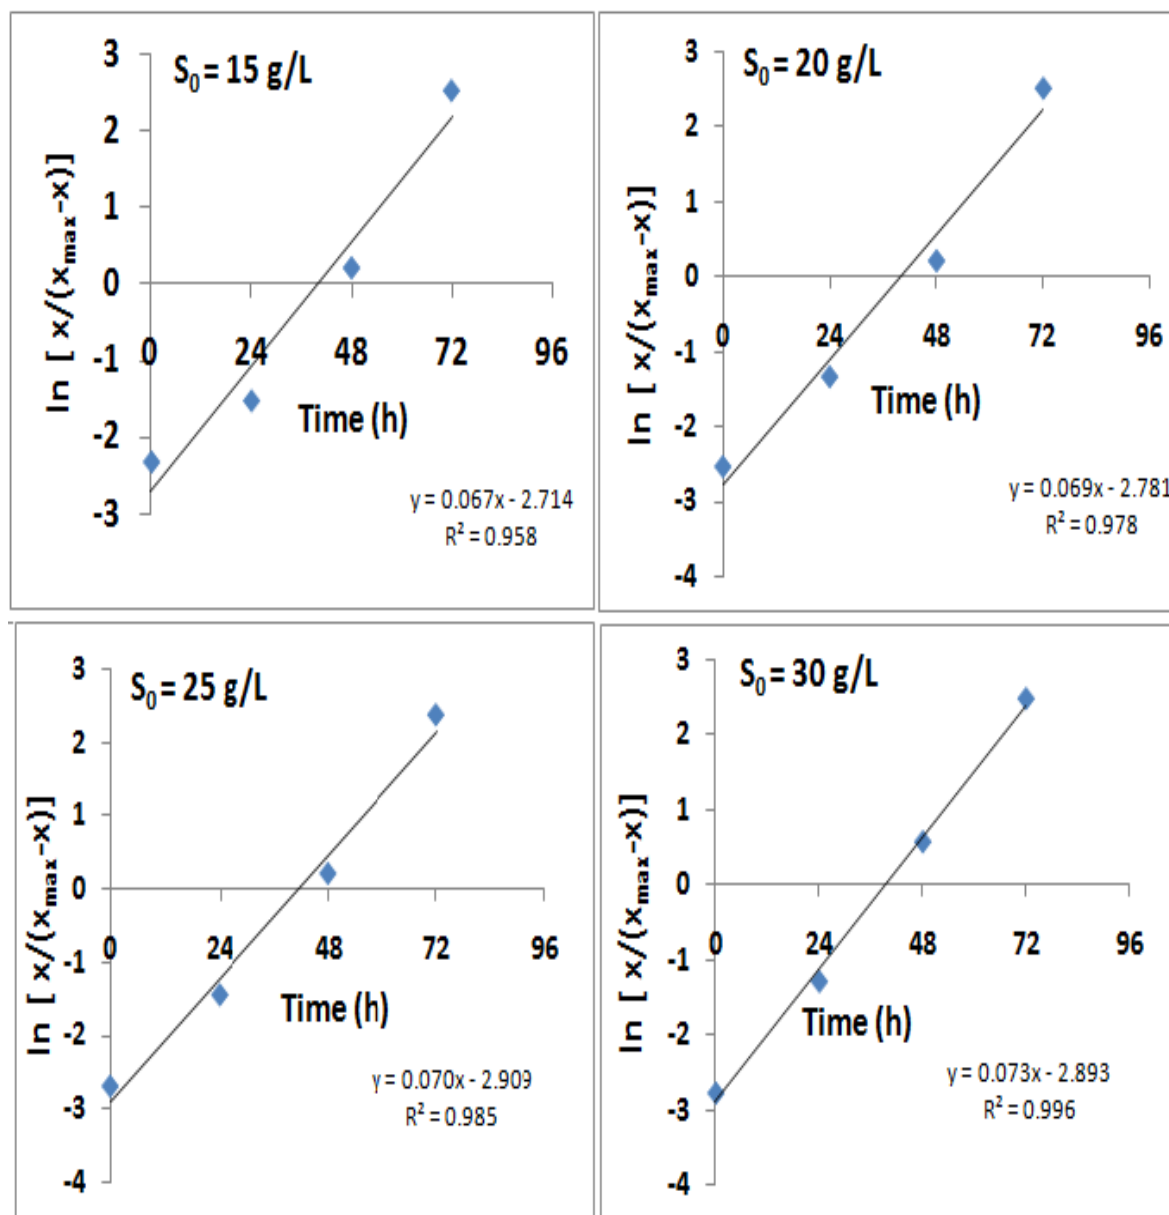 S₀ = 15 g/L
3
2
1
0
-1
-2
-3
0 24 48 72 96
ln [ x/(xmax-x)]
Time (h)
y = 0.067x - 2.714
R² = 0.958
S₀ = 20 g/L
3
2
1
0
-1
-2
-3
-4
0 24 48 72 96
ln [ x/(xmax-x)]
Time (h)
y = 0.069x - 2.781
R² = 0.978
S₀ = 25 g/L
3
2
1
0
-1
-2
-3
-4
0 24 48 72 96
ln [ x/(xmax-x)]
Time (h)
y = 0.070x - 2.909
R² = 0.985
S₀ = 30 g/L
3
2
1
0
-1
-2
-3
-4
0 24 48 72 96
ln [ x/(xmax-x)]
Time (h)
y = 0.073x - 2.893
R² = 0.996